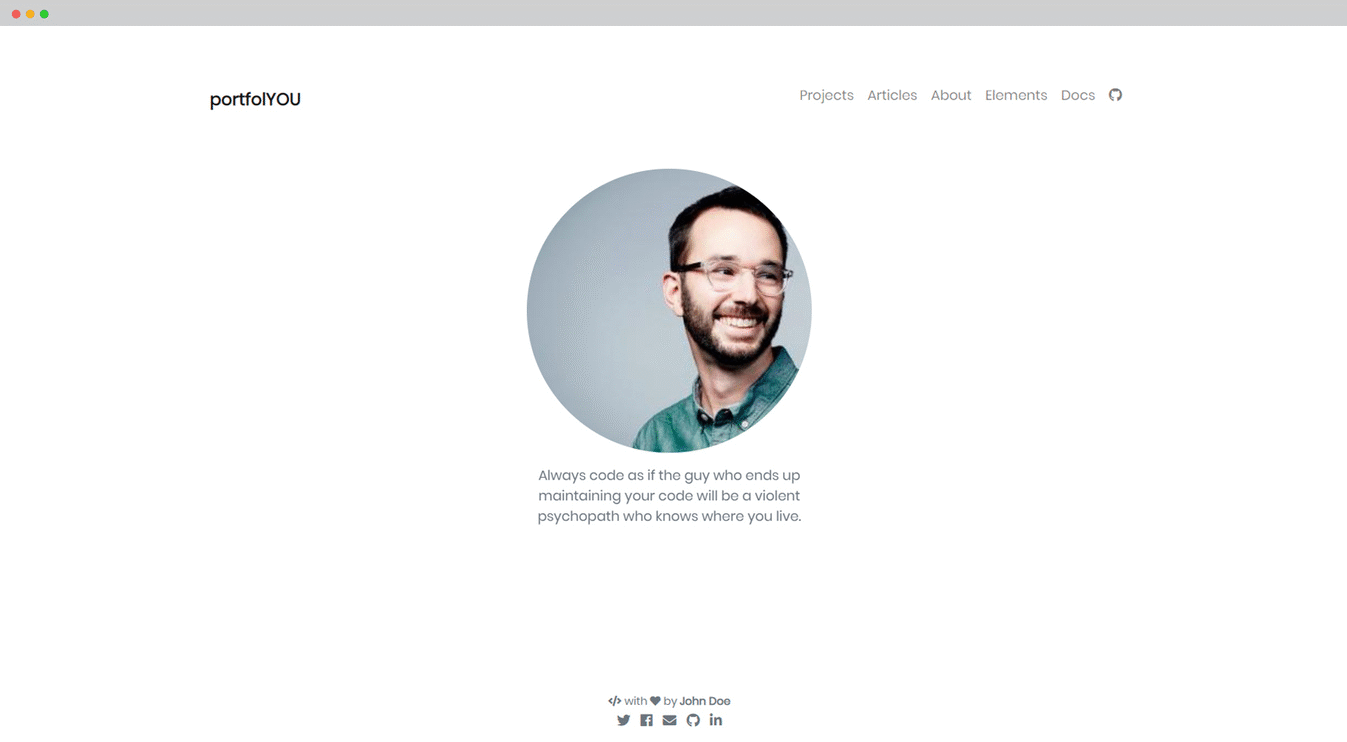 portfolYOU
Projects Articles About Elements Docs
Always code as if the guy who ends up
maintaining your code will be a violent
psychopath who knows where you live.
</> with ♥ by John Doe